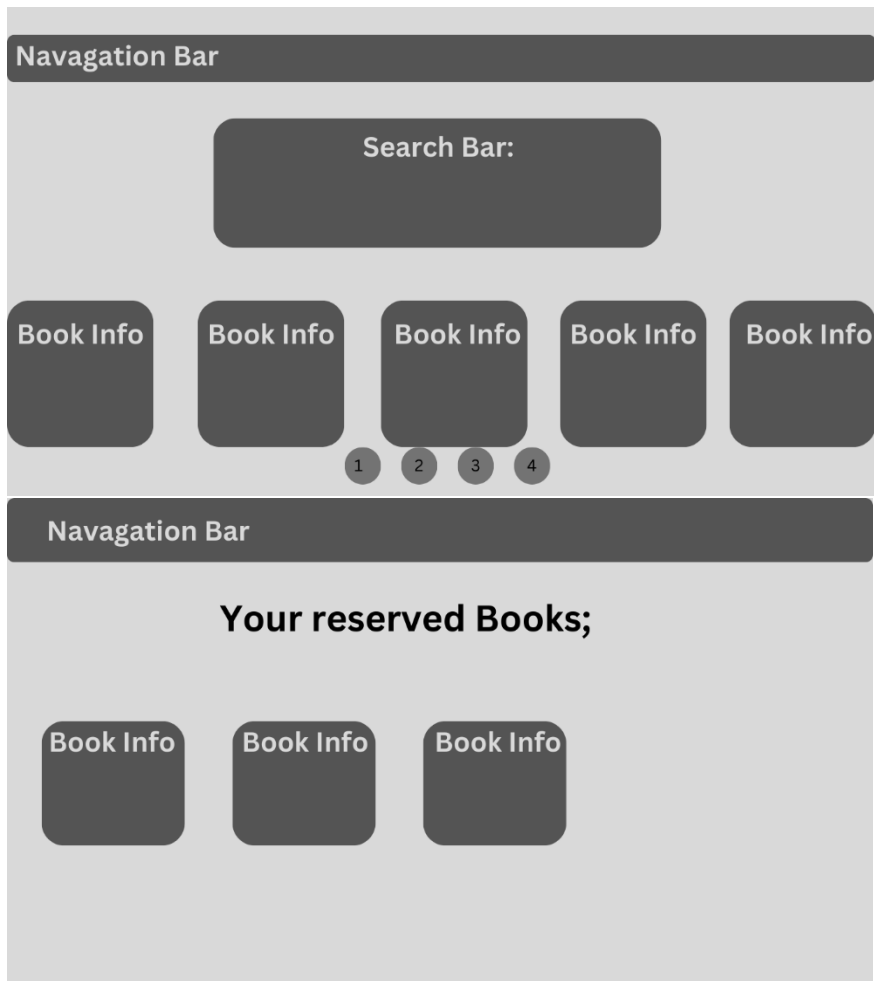 Navagation Bar
Search Bar:
Book Info Book Info Book Info Book Info Book Info
1 2 3 4
Navagation Bar
Your reserved Books;
Book Info Book Info Book Info